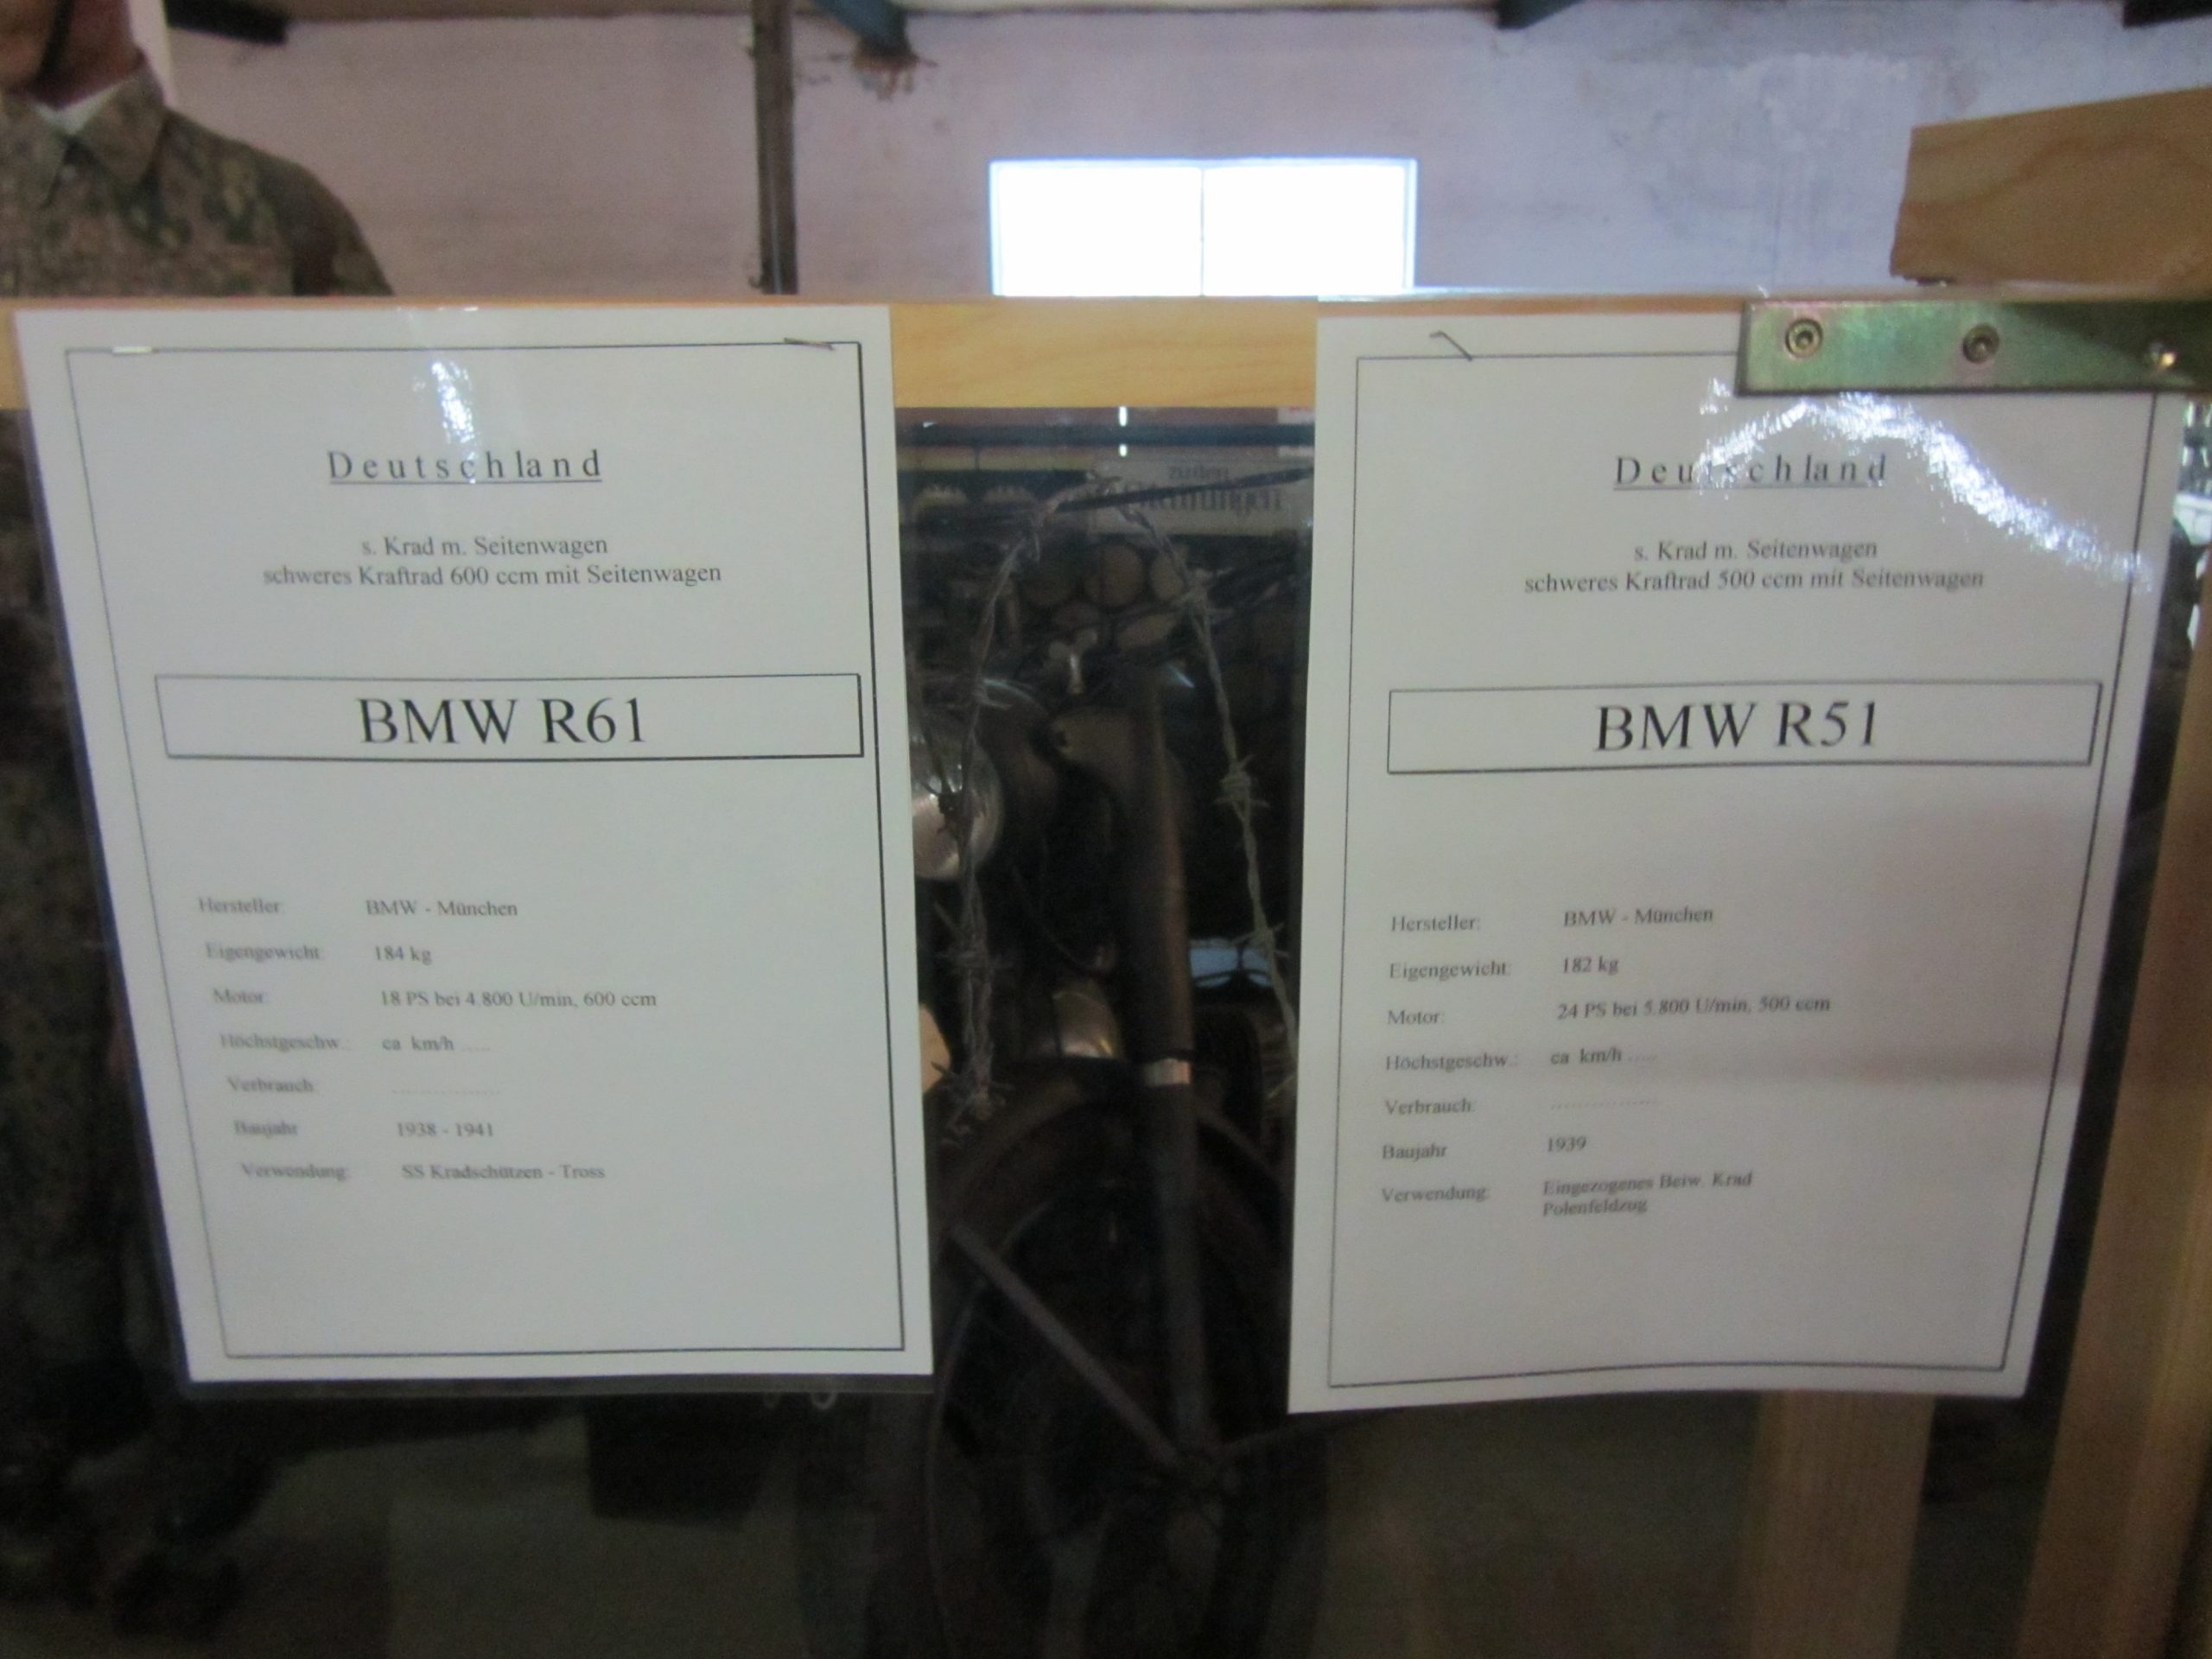 Deutschland
s. Krad m. Seitenwagen
schweres Kraftrad 600 ccm mit Seitenwagen
BMW R61
Hersteller: BMW - München
Eigengewicht: 184 kg
Motor: 18 PS bei 4.800 U/min, 600 ccm
Höchstgeschw.: ca km/h .....
Verbrauch: ..................
Baujahr 1938 - 1941
Verwendung: SS Kradschützen - Tross
Deutschland
s. Krad m. Seitenwagen
schweres Kraftrad 500 ccm mit Seitenwagen
BMW R51
Hersteller: BMW - München
Eigengewicht: 182 kg
Motor: 24 PS bei 5.800 U/min, 500 ccm
Höchstgeschw.: ca km/h .....
Verbrauch: ..................
Baujahr 1939
Verwendung: Eingezogenes Beiw. Krad
Polenfeldzug
zu den